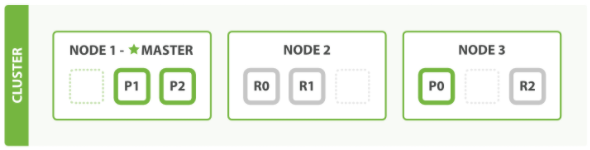 CLUSTER
NODE 1 - ★ MASTER
P1 P2
NODE 2
R0 R1
NODE 3
P0 R2